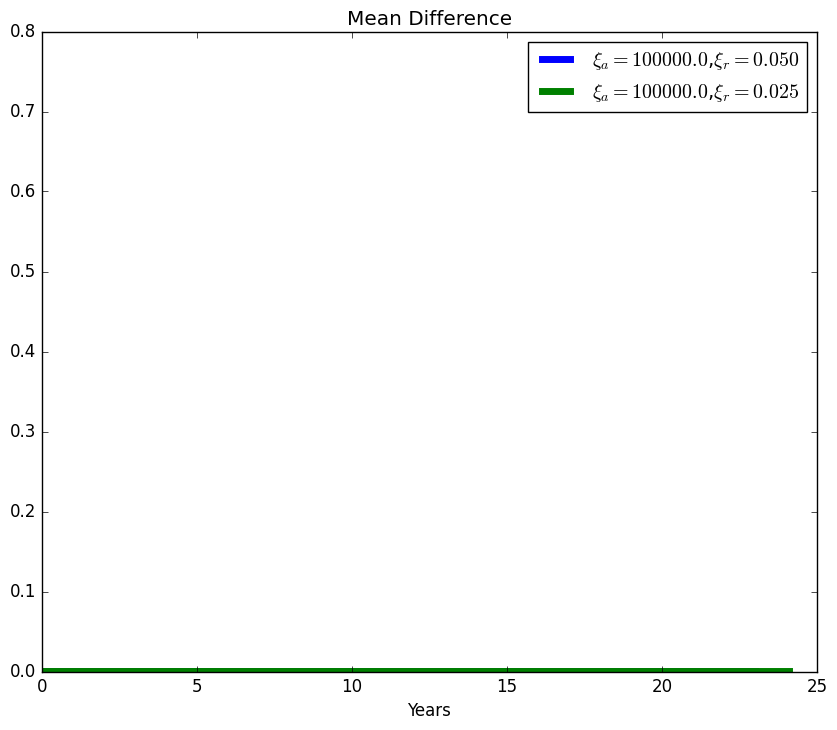 Mean Difference
0.8
ξₐ = 100000.0,ξᵣ = 0.050
ξₐ = 100000.0,ξᵣ = 0.025
0.7
0.6
0.5
0.4
0.3
0.2
0.1
0.0
0 5 10 15 20 25
Years